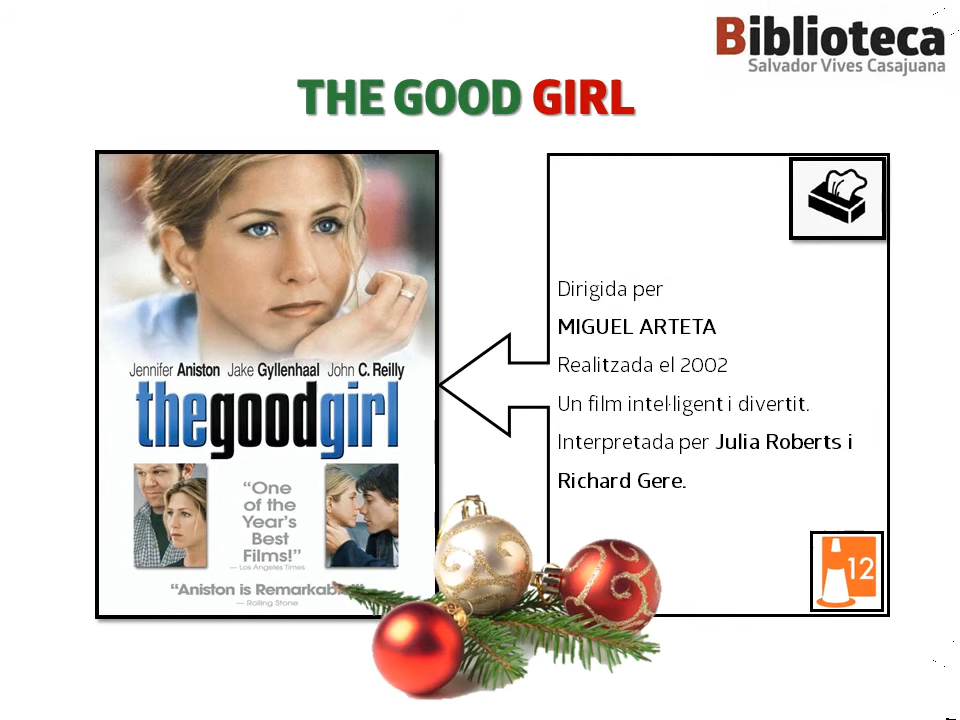 Biblioteca
Salvador Vives Casajuana
THE GOOD GIRL
Jennifer Aniston Jake Gyllenhaal John C. Reilly
thegoodgirl
“One
of the
Year's
Best
Films!”
— Los Angeles Times
“Aniston is Remarkable
— Rolling Stone
Dirigida per
MIGUEL ARTETA
Realitzada el 2002
Un film intel·ligent i divertit.
Interpretada per Julia Roberts i
Richard Gere.
12